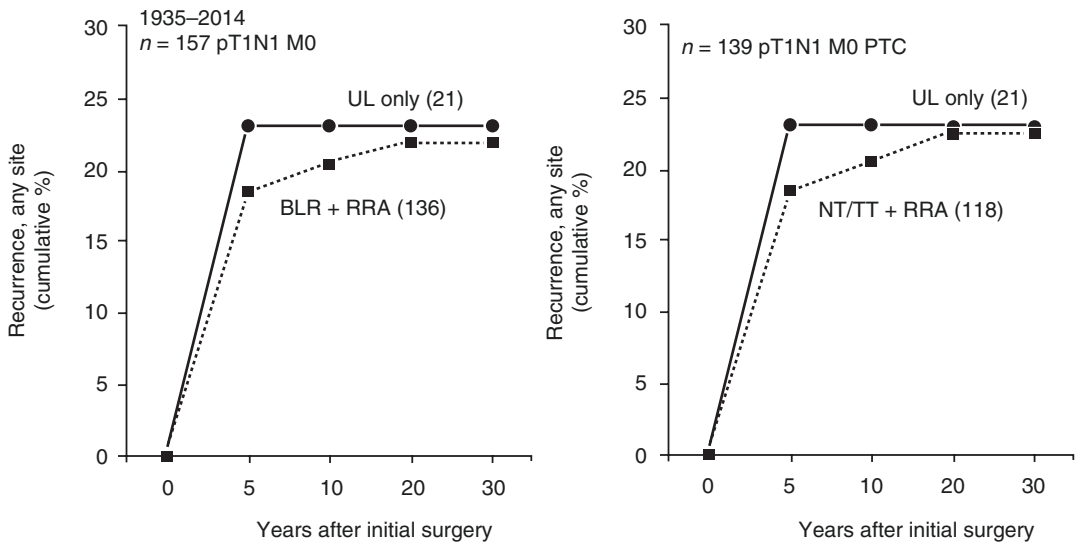 1935–2014
n = 157 pT1N1 M0
30
25
20
15
10
5
0
Recurrence, any site
(cumulative %)
UL only (21)
BLR + RRA (136)
0 5 10 20 30
Years after initial surgery
n = 139 pT1N1 M0 PTC
30
25
20
15
10
5
0
Recurrence, any site
(cumulative %)
UL only (21)
NT/TT + RRA (118)
0 5 10 20 30
Years after initial surgery